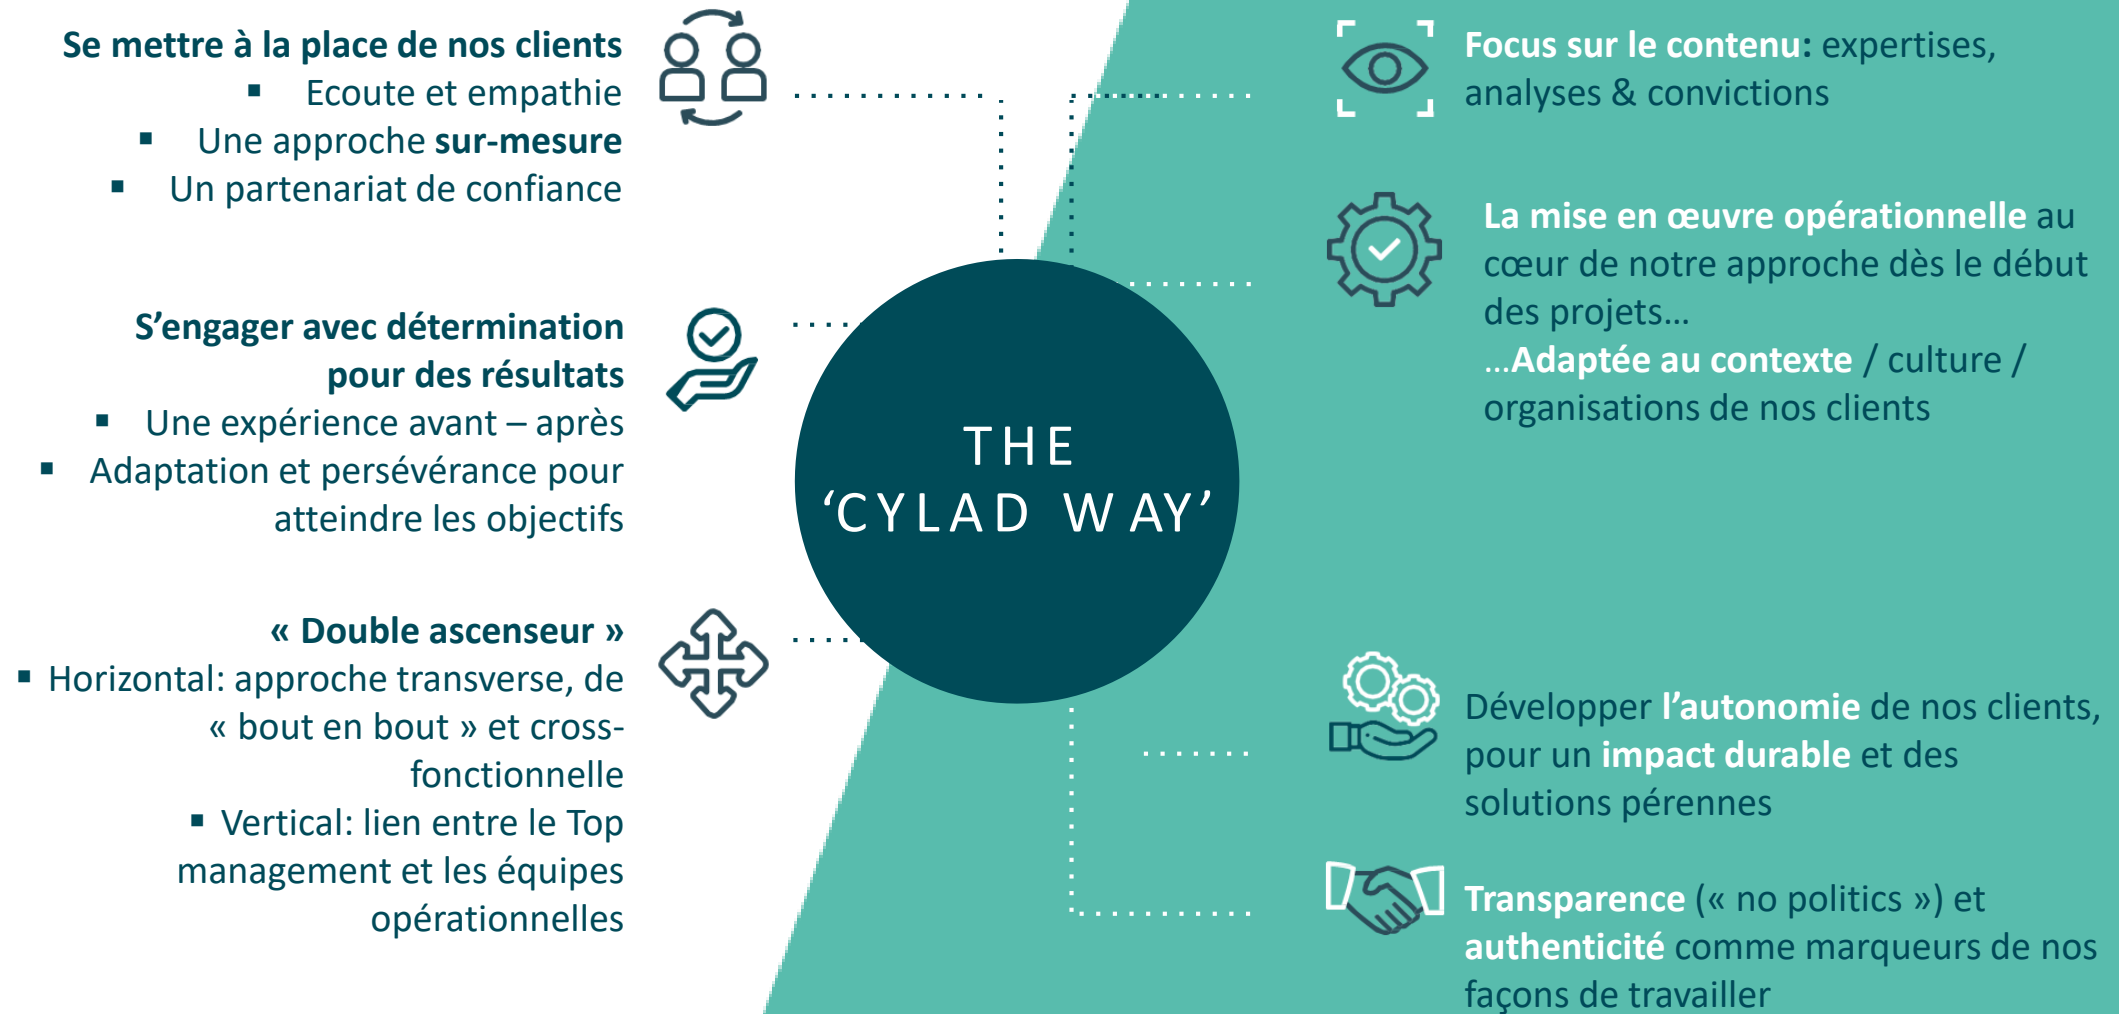 Se mettre à la place de nos clients
▪ Ecoute et empathie
▪ Une approche sur-mesure
▪ Un partenariat de confiance
S’engager avec détermination
pour des résultats
▪ Une expérience avant – après
▪ Adaptation et persévérance pour
atteindre les objectifs
« Double ascenseur »
▪ Horizontal: approche transverse, de
« bout en bout » et cross-
fonctionnelle
▪ Vertical: lien entre le Top
management et les équipes
opérationnelles
THE
‘CYLAD WAY’
Focus sur le contenu: expertises,
analyses & convictions
La mise en œuvre opérationnelle au
cœur de notre approche dès le début
des projets…
…Adaptée au contexte / culture /
organisations de nos clients
Développer l’autonomie de nos clients,
pour un impact durable et des
solutions pérennes
Transparence (« no politics ») et
authenticité comme marqueurs de nos
façons de travailler